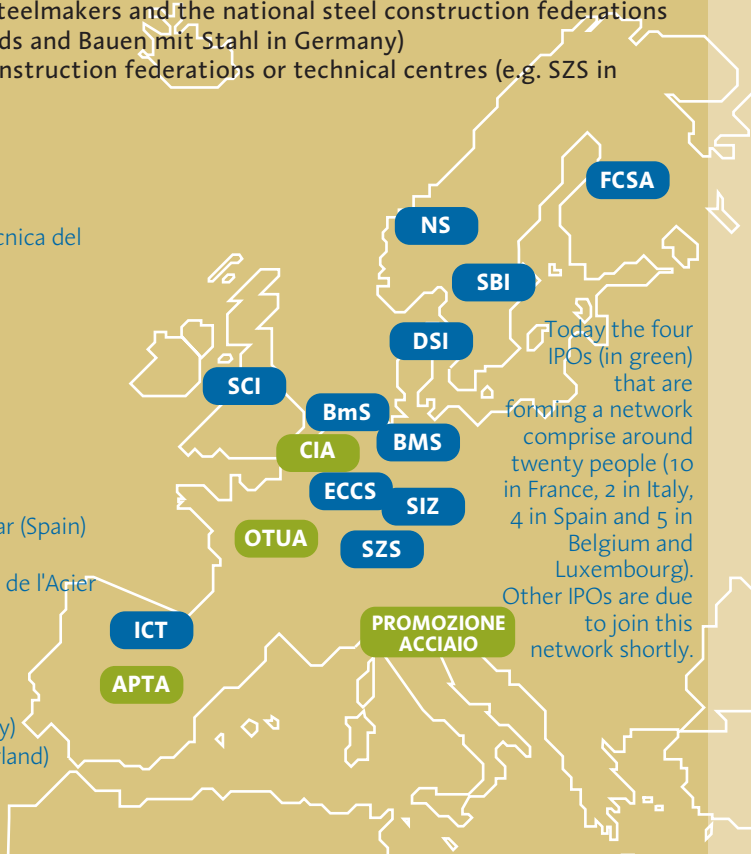 teelmakers and the national steel construction federations
ds and Bauen mit Stahl in Germany)
nstruction federations or technical centres (e.g. SZS in
cnica del
ar (Spain)
de l'Acier
y)
land)
FCSA
NS
SBI
DSI
SCI
BmS
BMS
CIA
ECCS
SIZ
OTUA
SZS
ICT
PROMOZIONE
ACCIAIO
APTA
Today the four
IPOs (in green)
that are
forming a network
comprise around
twenty people (10
in France, 2 in Italy,
4 in Spain and 5 in
Belgium and
Luxembourg).
Other IPOs are due
to join this
network shortly.